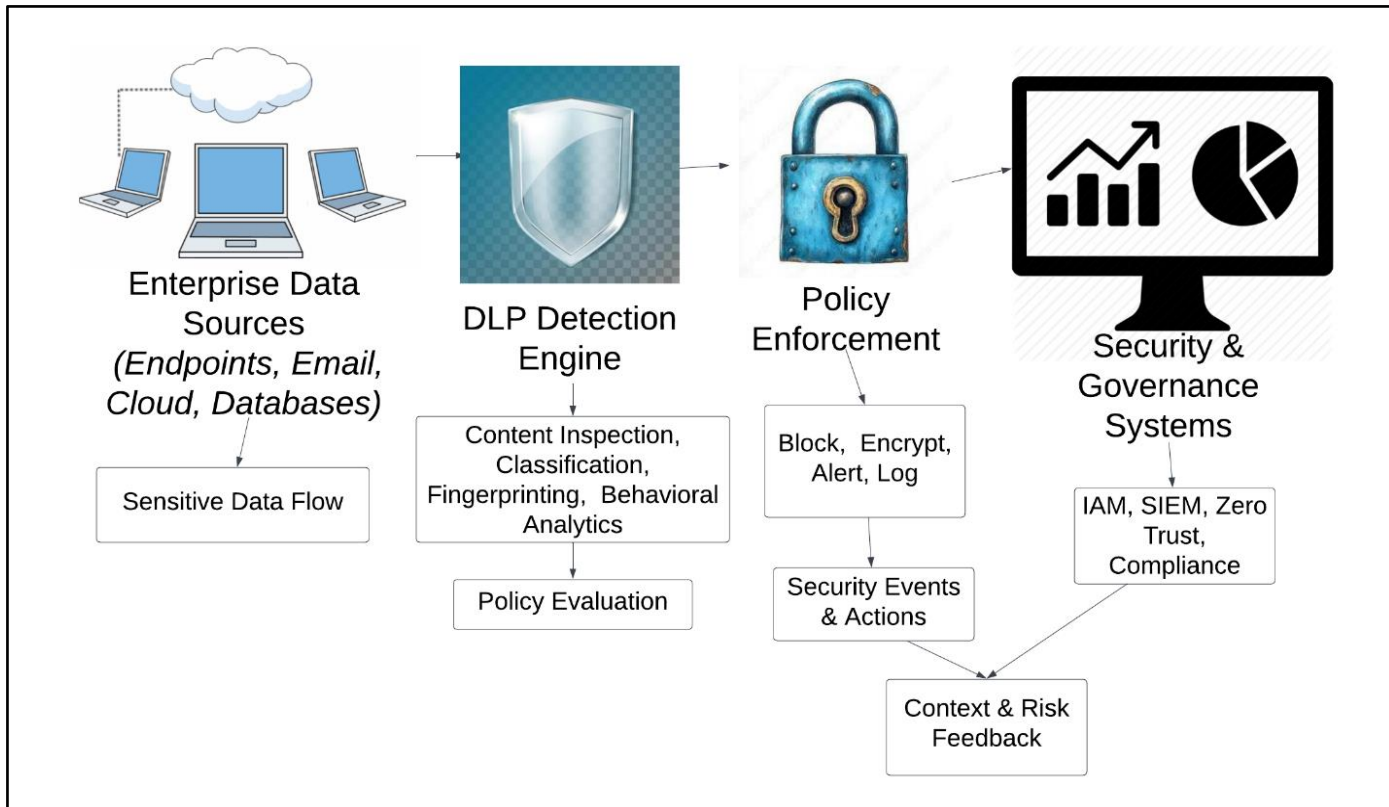 Enterprise Data
Sources
(Endpoints, Email,
Cloud, Databases)
Sensitive Data Flow
DLP Detection
Engine
Content Inspection,
Classification,
Fingerprinting, Behavioral
Analytics
Policy Evaluation
Policy
Enforcement
Block, Encrypt,
Alert, Log
Security Events
& Actions
Security &
Governance
Systems
IAM, SIEM, Zero
Trust,
Compliance
Context & Risk
Feedback